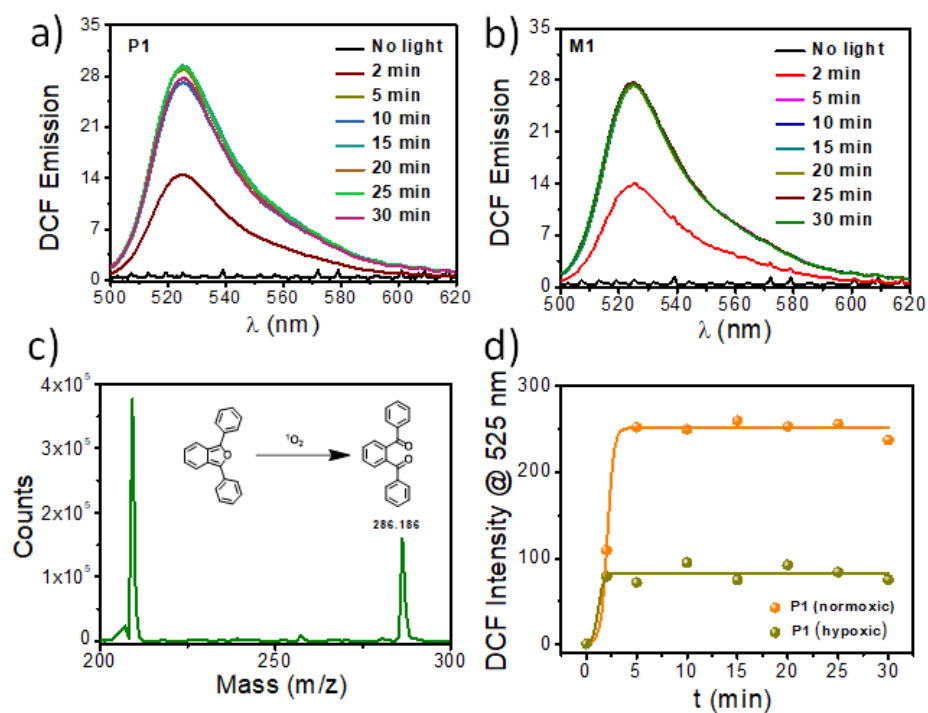 a)
P1
No light
2 min
5 min
10 min
15 min
20 min
25 min
30 min
DCF Emission
35
28
21
14
7
0
500 520 540 560 580 600 620
λ (nm)
b)
M1
No light
2 min
5 min
10 min
15 min
20 min
25 min
30 min
DCF Emission
35
28
21
14
7
0
500 520 540 560 580 600 620
λ (nm)
c)
Counts
4x10⁵
3x10⁵
2x10⁵
1x10⁵
0
O
¹O₂
O
O
286.186
200 250 300
Mass (m/z)
d)
DCF Intensity @ 525 nm
300
250
200
150
100
50
0
P1 (normoxic)
P1 (hypoxic)
0 5 10 15 20 25 30
t (min)